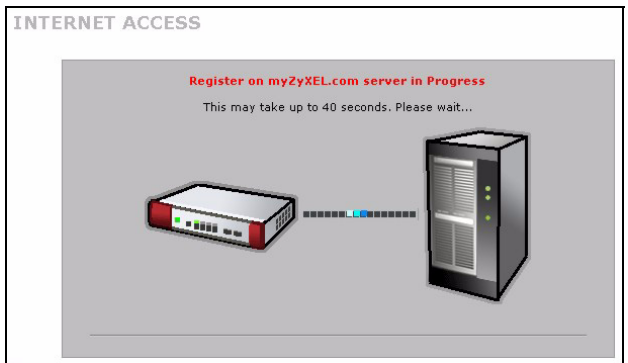 INTERNET ACCESS
Register on myZyXEL.com server in Progress
This may take up to 40 seconds. Please wait...